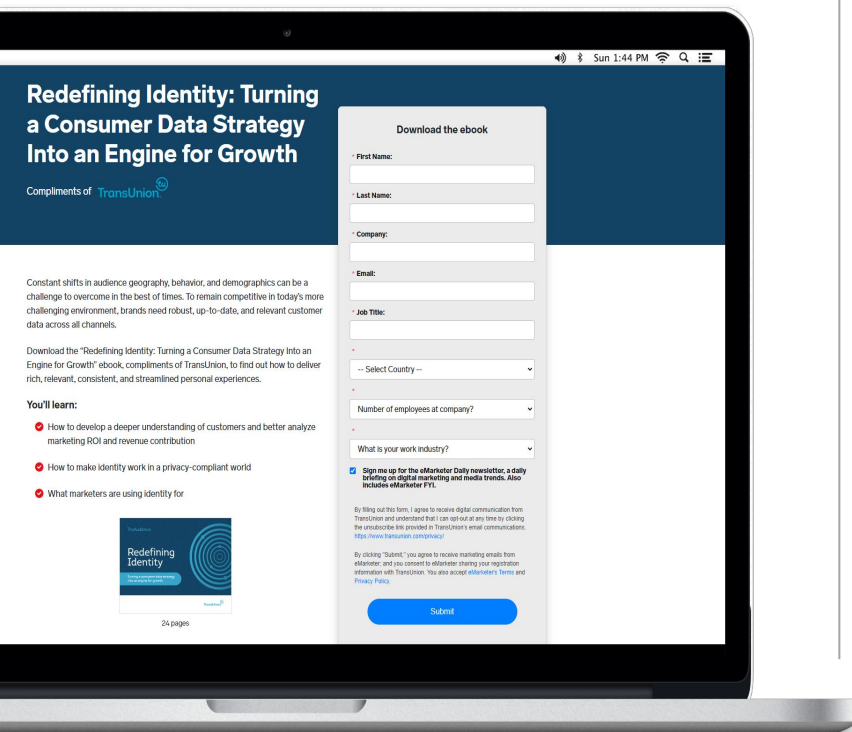 Sun 1:44 PM
Redefining Identity: Turning
a Consumer Data Strategy
Into an Engine for Growth
Compliments of TransUnion
tu
Constant shifts in audience geography, behavior, and demographics can be a
challenge to overcome in the best of times. To remain competitive in today's more
challenging environment, brands need robust, up-to-date, and relevant customer
data across all channels.
Download the "Redefining Identity: Turning a Consumer Data Strategy Into an
Engine for Growth" ebook, compliments of TransUnion, to find out how to deliver
rich, relevant, consistent, and streamlined personal experiences.
You'll learn:
How to develop a deeper understanding of customers and better analyze
marketing ROI and revenue contribution
How to make identity work in a privacy-compliant world
What marketers are using identity for
Redefining
Identity
Turning a consumer data strategy
into an engine for growth
TransUnion
24 pages
Download the ebook
* First Name:
* Last Name:
* Company:
* Email:
* Job Title:
*
-- Select Country --
*
Number of employees at company?
*
What is your work industry?
Sign me up for the eMarketer Daily newsletter, a daily
briefing on digital marketing and media trends. Also
includes eMarketer FYI.
By filling out this form, I agree to receive digital communication from
TransUnion and understand that I can opt-out at any time by clicking
the unsubscribe link provided in TransUnion's email communications.
https://www.transunion.com/privacy/
By clicking "Submit," you agree to receive marketing emails from
eMarketer; and you consent to eMarketer sharing your registration
information with TransUnion. You also accept eMarketer's Terms and
Privacy Policy.
Submit